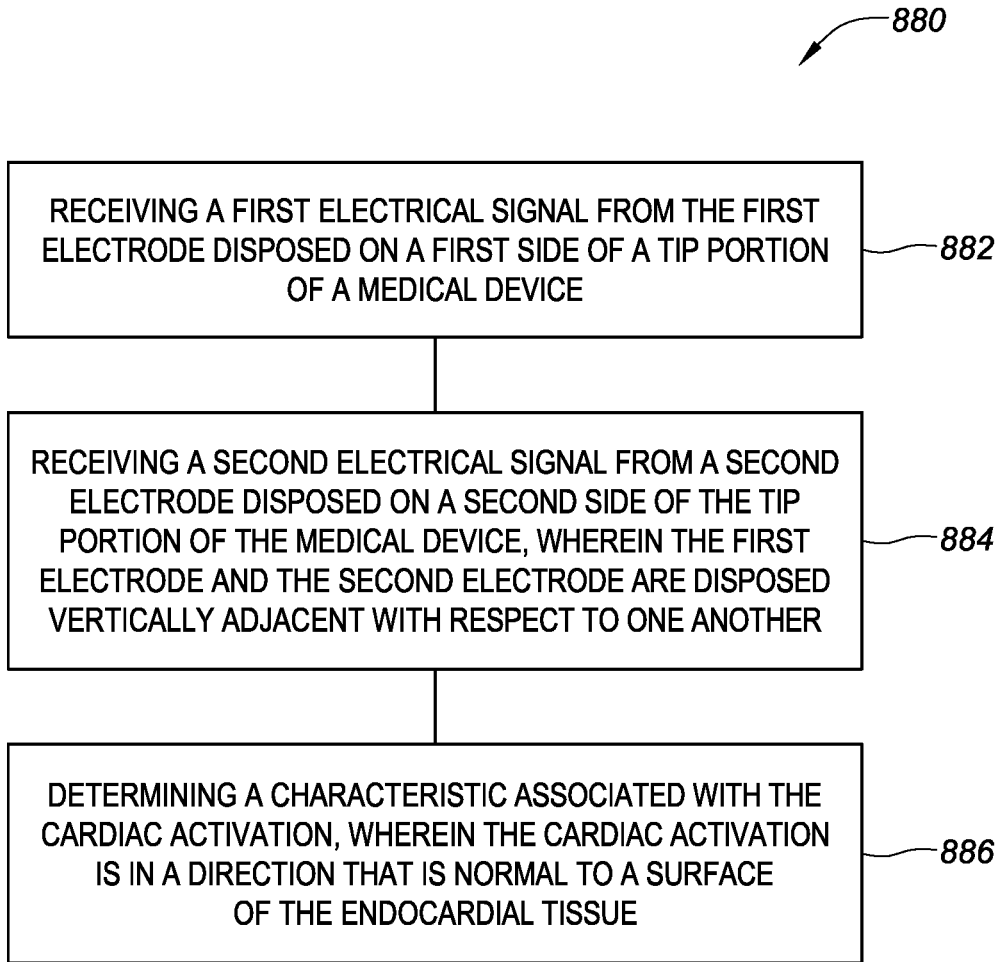 880
RECEIVING A FIRST ELECTRICAL SIGNAL FROM THE FIRST
ELECTRODE DISPOSED ON A FIRST SIDE OF A TIP PORTION
OF A MEDICAL DEVICE
882
RECEIVING A SECOND ELECTRICAL SIGNAL FROM A SECOND
ELECTRODE DISPOSED ON A SECOND SIDE OF THE TIP
PORTION OF THE MEDICAL DEVICE, WHEREIN THE FIRST
ELECTRODE AND THE SECOND ELECTRODE ARE DISPOSED
VERTICALLY ADJACENT WITH RESPECT TO ONE ANOTHER
884
DETERMINING A CHARACTERISTIC ASSOCIATED WITH THE
CARDIAC ACTIVATION, WHEREIN THE CARDIAC ACTIVATION
IS IN A DIRECTION THAT IS NORMAL TO A SURFACE
OF THE ENDOCARDIAL TISSUE
886